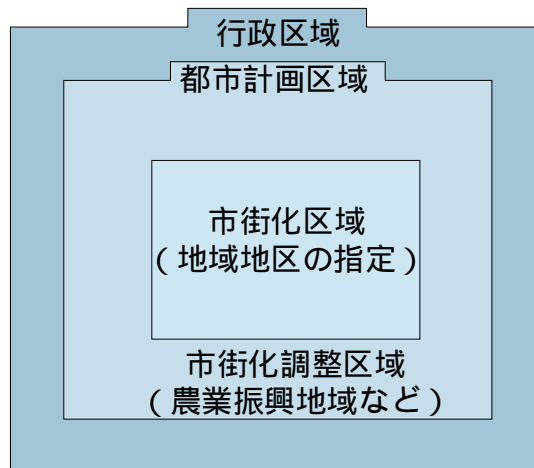 行政区域
都市計画区域
市街化区域
(地域地区の指定)
市街化調整区域
(農業振興地域など)